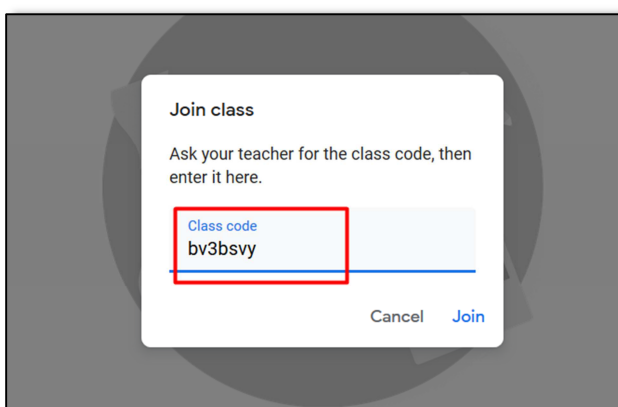 Join class
Ask your teacher for the class code, then
enter it here.
Class code
bv3bsvy
Cancel Join